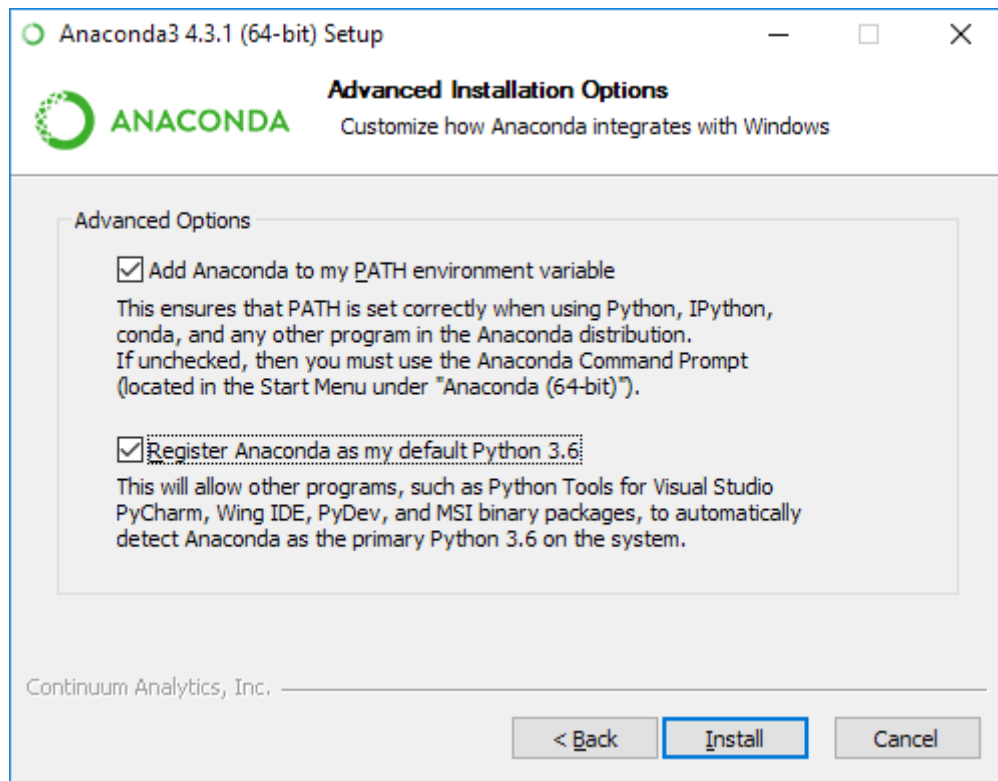 Anaconda3 4.3.1 (64-bit) Setup
ANACONDA
Advanced Installation Options
Customize how Anaconda integrates with Windows
Advanced Options
Add Anaconda to my PATH environment variable
This ensures that PATH is set correctly when using Python, IPython,
conda, and any other program in the Anaconda distribution.
If unchecked, then you must use the Anaconda Command Prompt
(located in the Start Menu under "Anaconda (64-bit)").
Register Anaconda as my default Python 3.6
This will allow other programs, such as Python Tools for Visual Studio
PyCharm, Wing IDE, PyDev, and MSI binary packages, to automatically
detect Anaconda as the primary Python 3.6 on the system.
Continuum Analytics, Inc.
< Back Install Cancel